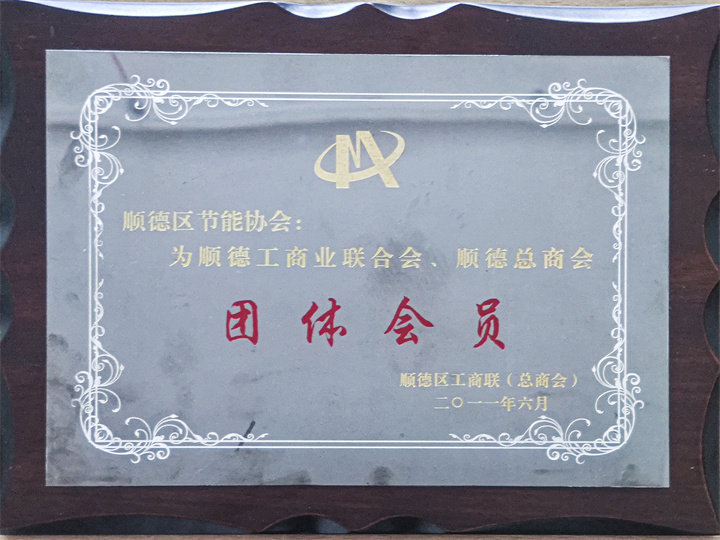 顺德区节能协会：
为顺德工商业联合会、顺德总商会
团体会员
顺德区工商联（总商会）
二〇一一年六月